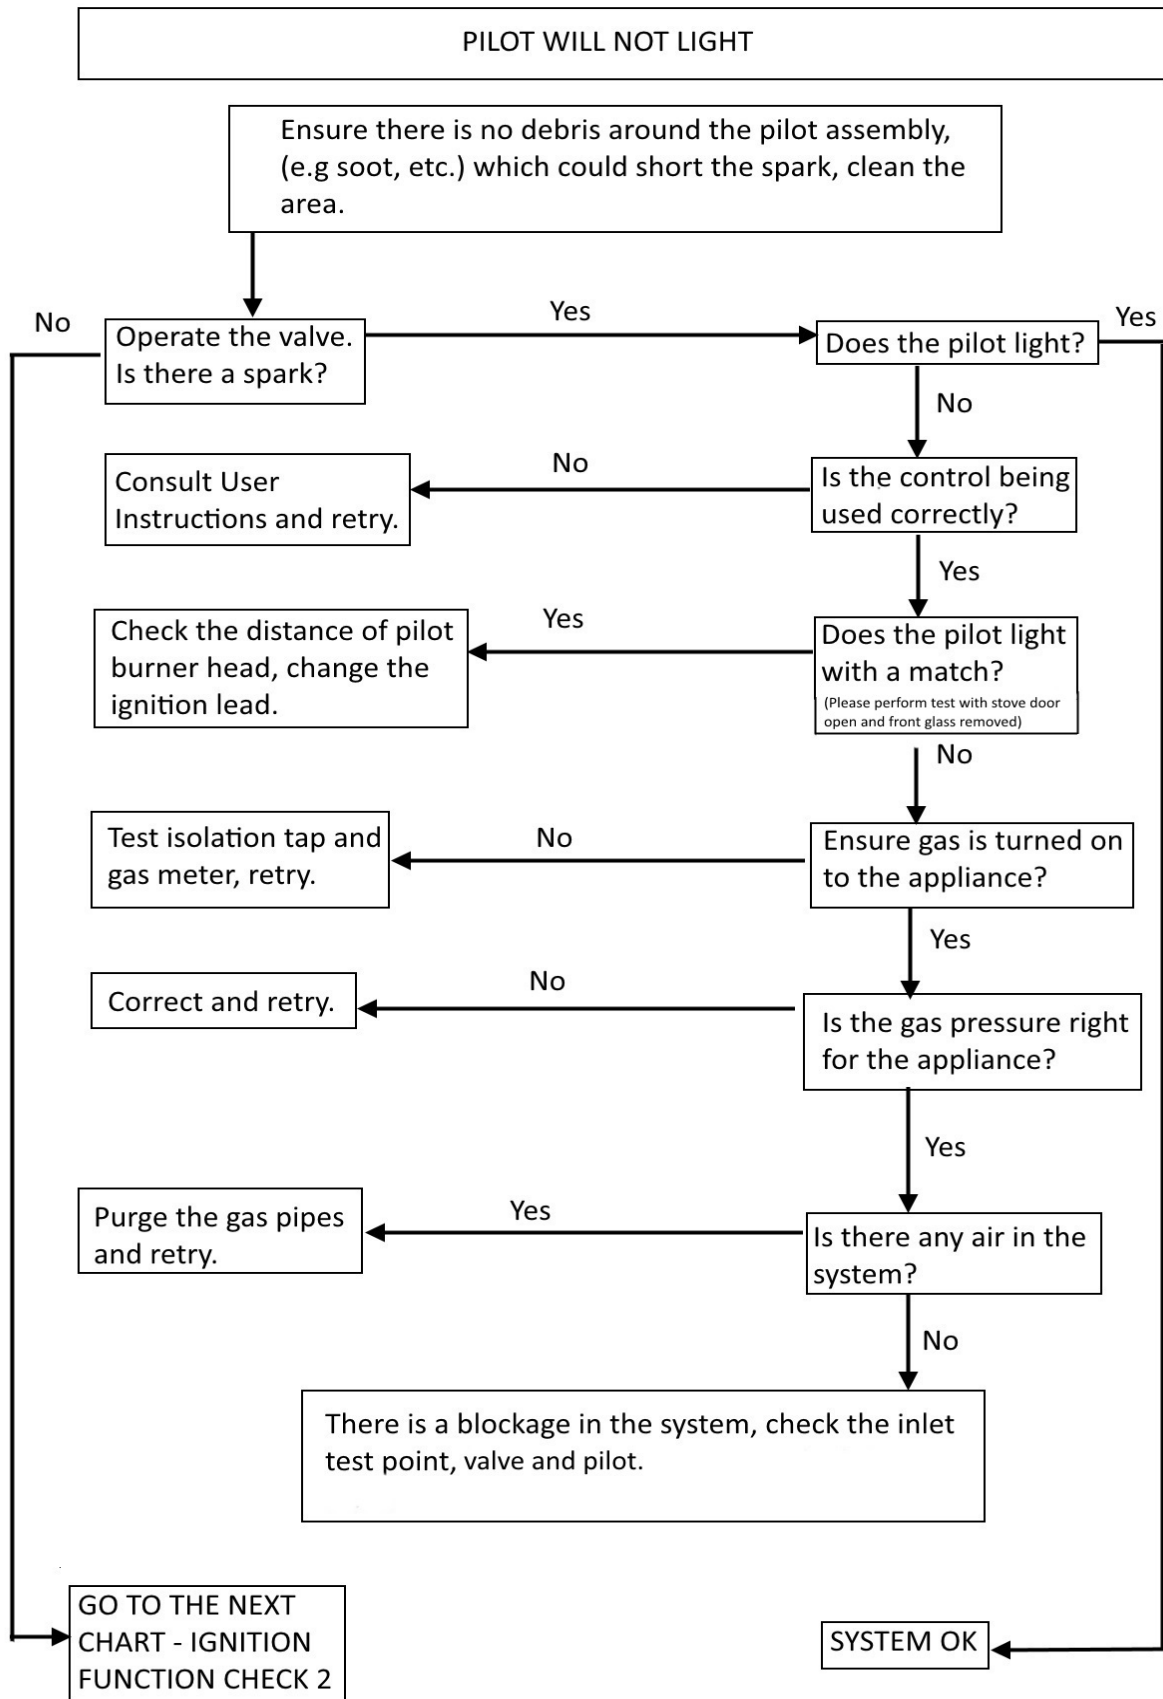 PILOT WILL NOT LIGHT
Ensure there is no debris around the pilot assembly,
(e.g soot, etc.) which could short the spark, clean the
area.
No
Operate the valve.
Is there a spark?
Yes
Does the pilot light?
Yes
No
Consult User
Instructions and retry.
No
Is the control being
used correctly?
Yes
Check the distance of pilot
burner head, change the
ignition lead.
Yes
Does the pilot light
with a match?
(Please perform test with stove door
open and front glass removed)
No
Test isolation tap and
gas meter, retry.
No
Ensure gas is turned on
to the appliance?
Yes
Correct and retry.
No
Is the gas pressure right
for the appliance?
Yes
Purge the gas pipes
and retry.
Yes
Is there any air in the
system?
No
There is a blockage in the system, check the inlet
test point, valve and pilot.
GO TO THE NEXT
CHART - IGNITION
FUNCTION CHECK 2
SYSTEM OK